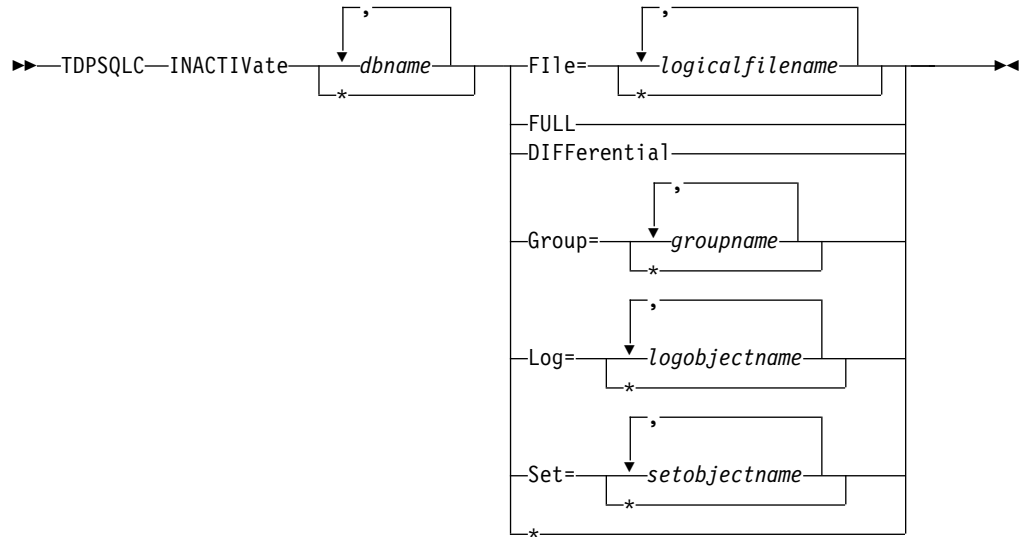 , ,
TDPSQLC INACTIVate dbname FIle= logicalfilename
* *
FULL
DIFFerential
,
Group= groupname
*
,
Log= logobjectname
*
,
Set= setobjectname
*
*